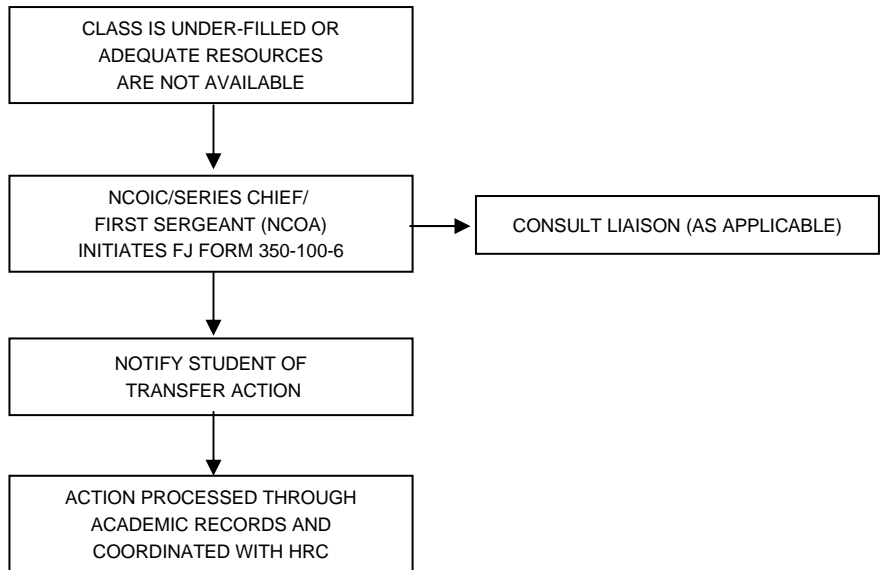 CLASS IS UNDER-FILLED OR
ADEQUATE RESOURCES
ARE NOT AVAILABLE
NCOIC/SERIES CHIEF/
FIRST SERGEANT (NCOA)
INITIATES FJ FORM 350-100-6
CONSULT LIAISON (AS APPLICABLE)
NOTIFY STUDENT OF
TRANSFER ACTION
ACTION PROCESSED THROUGH
ACADEMIC RECORDS AND
COORDINATED WITH HRC